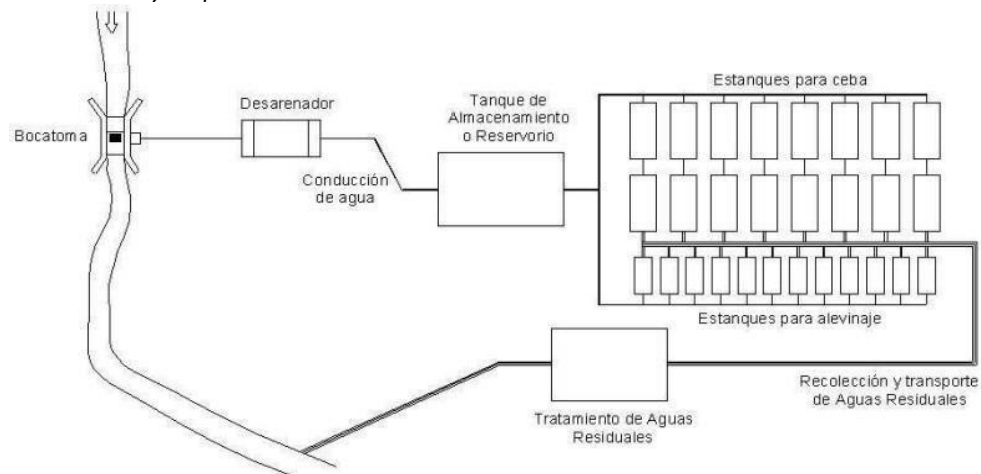 Bocatoma
Desarenador
Conducción
de agua
Tanque de
Almacenamiento
o Reservorio
Estanques para ceba
Estanques para alevinaje
Recolección y transporte
de Aguas Residuales
Tratamiento de Aguas
Residuales